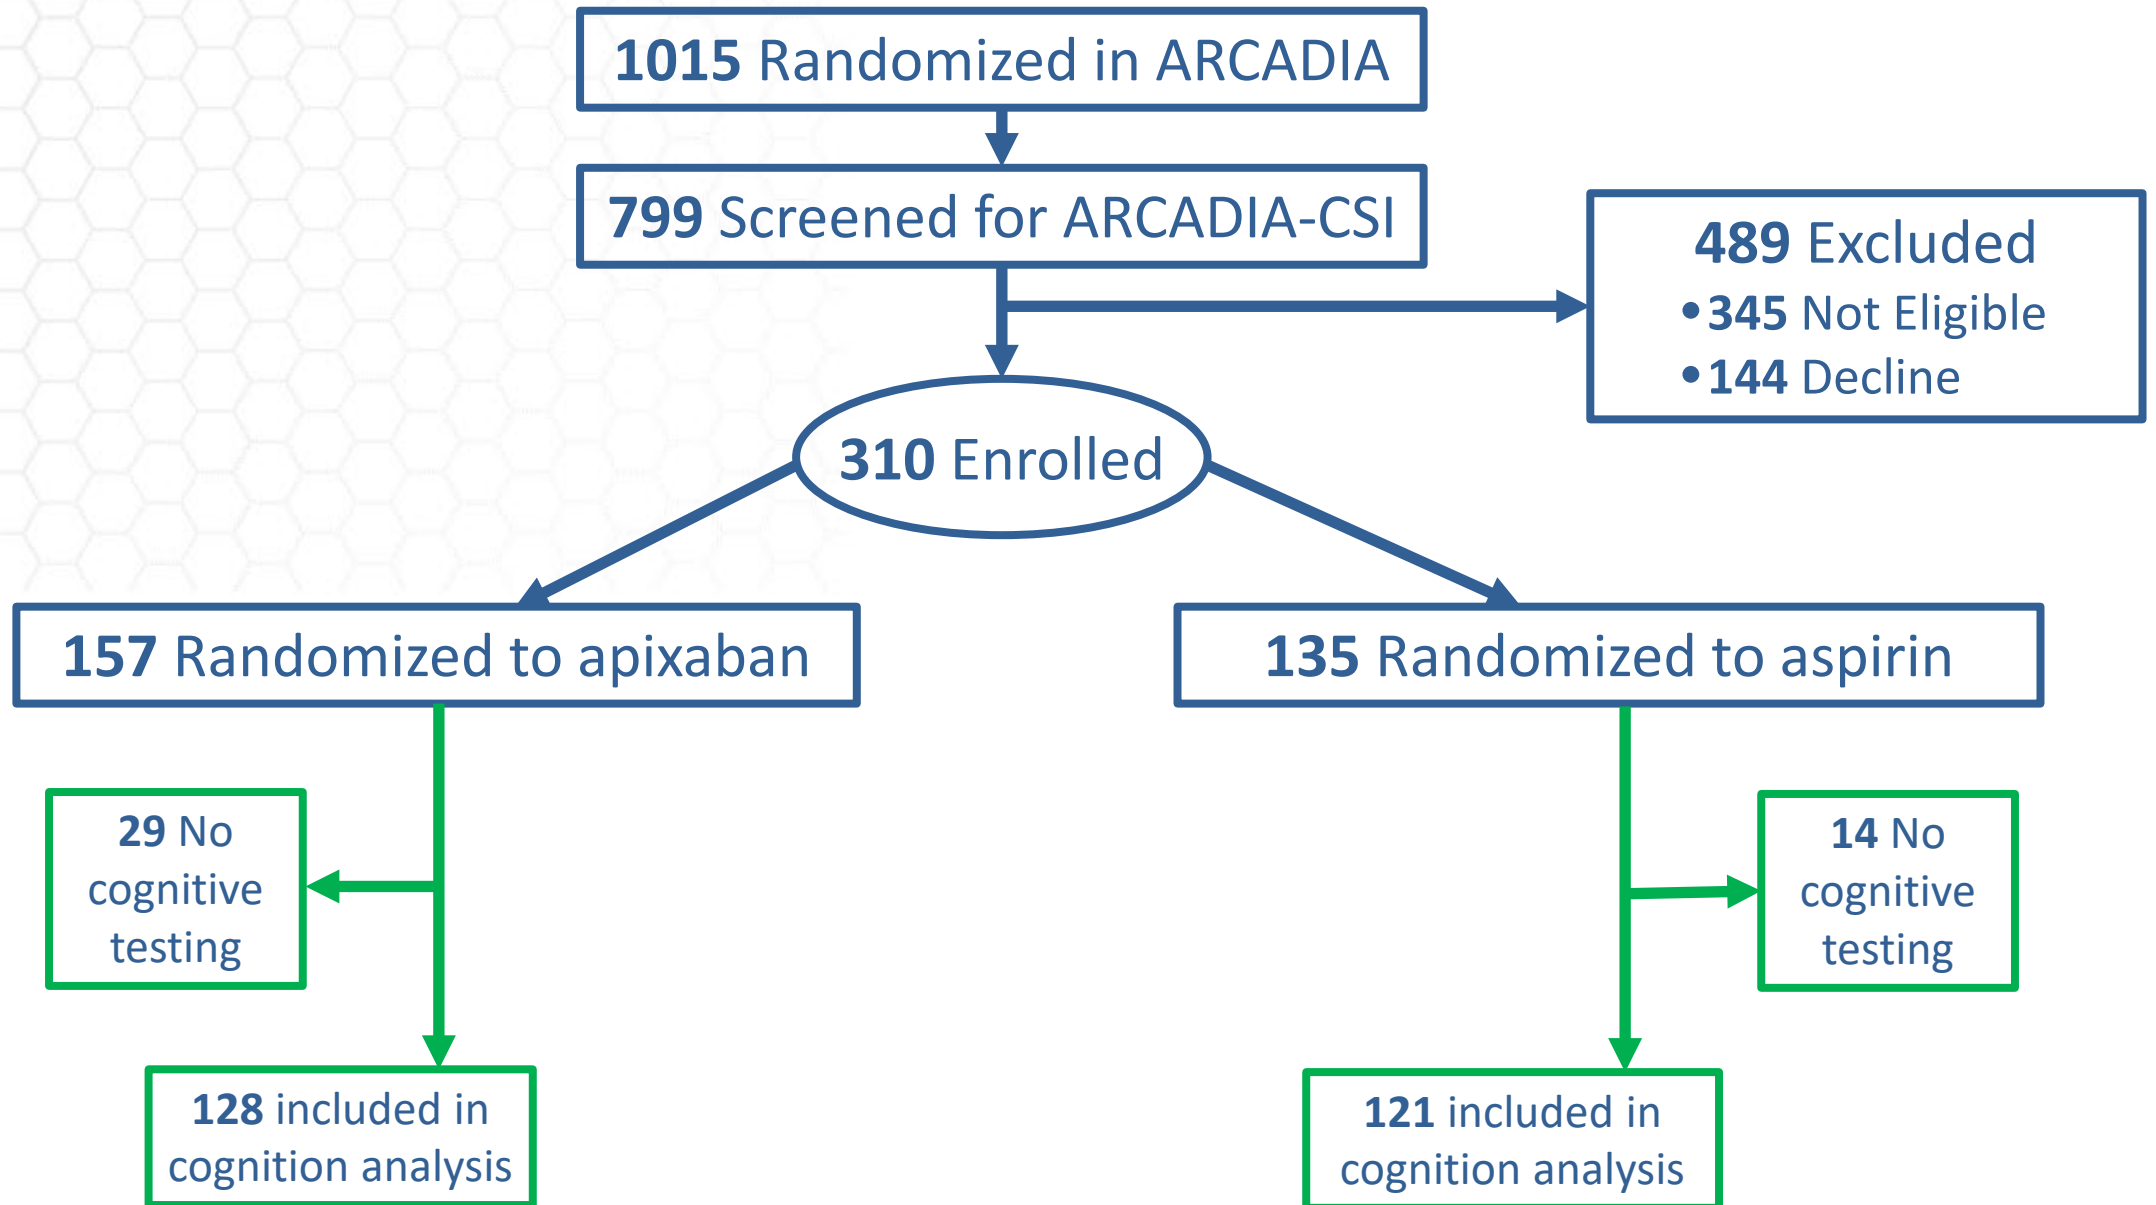 1015 Randomized in ARCADIA
799 Screened for ARCADIA-CSI
489 Excluded
•345 Not Eligible
•144 Decline
310 Enrolled
157 Randomized to apixaban
135 Randomized to aspirin
29 No
cognitive
testing
14 No
cognitive
testing
128 included in
cognition analysis
121 included in
cognition analysis